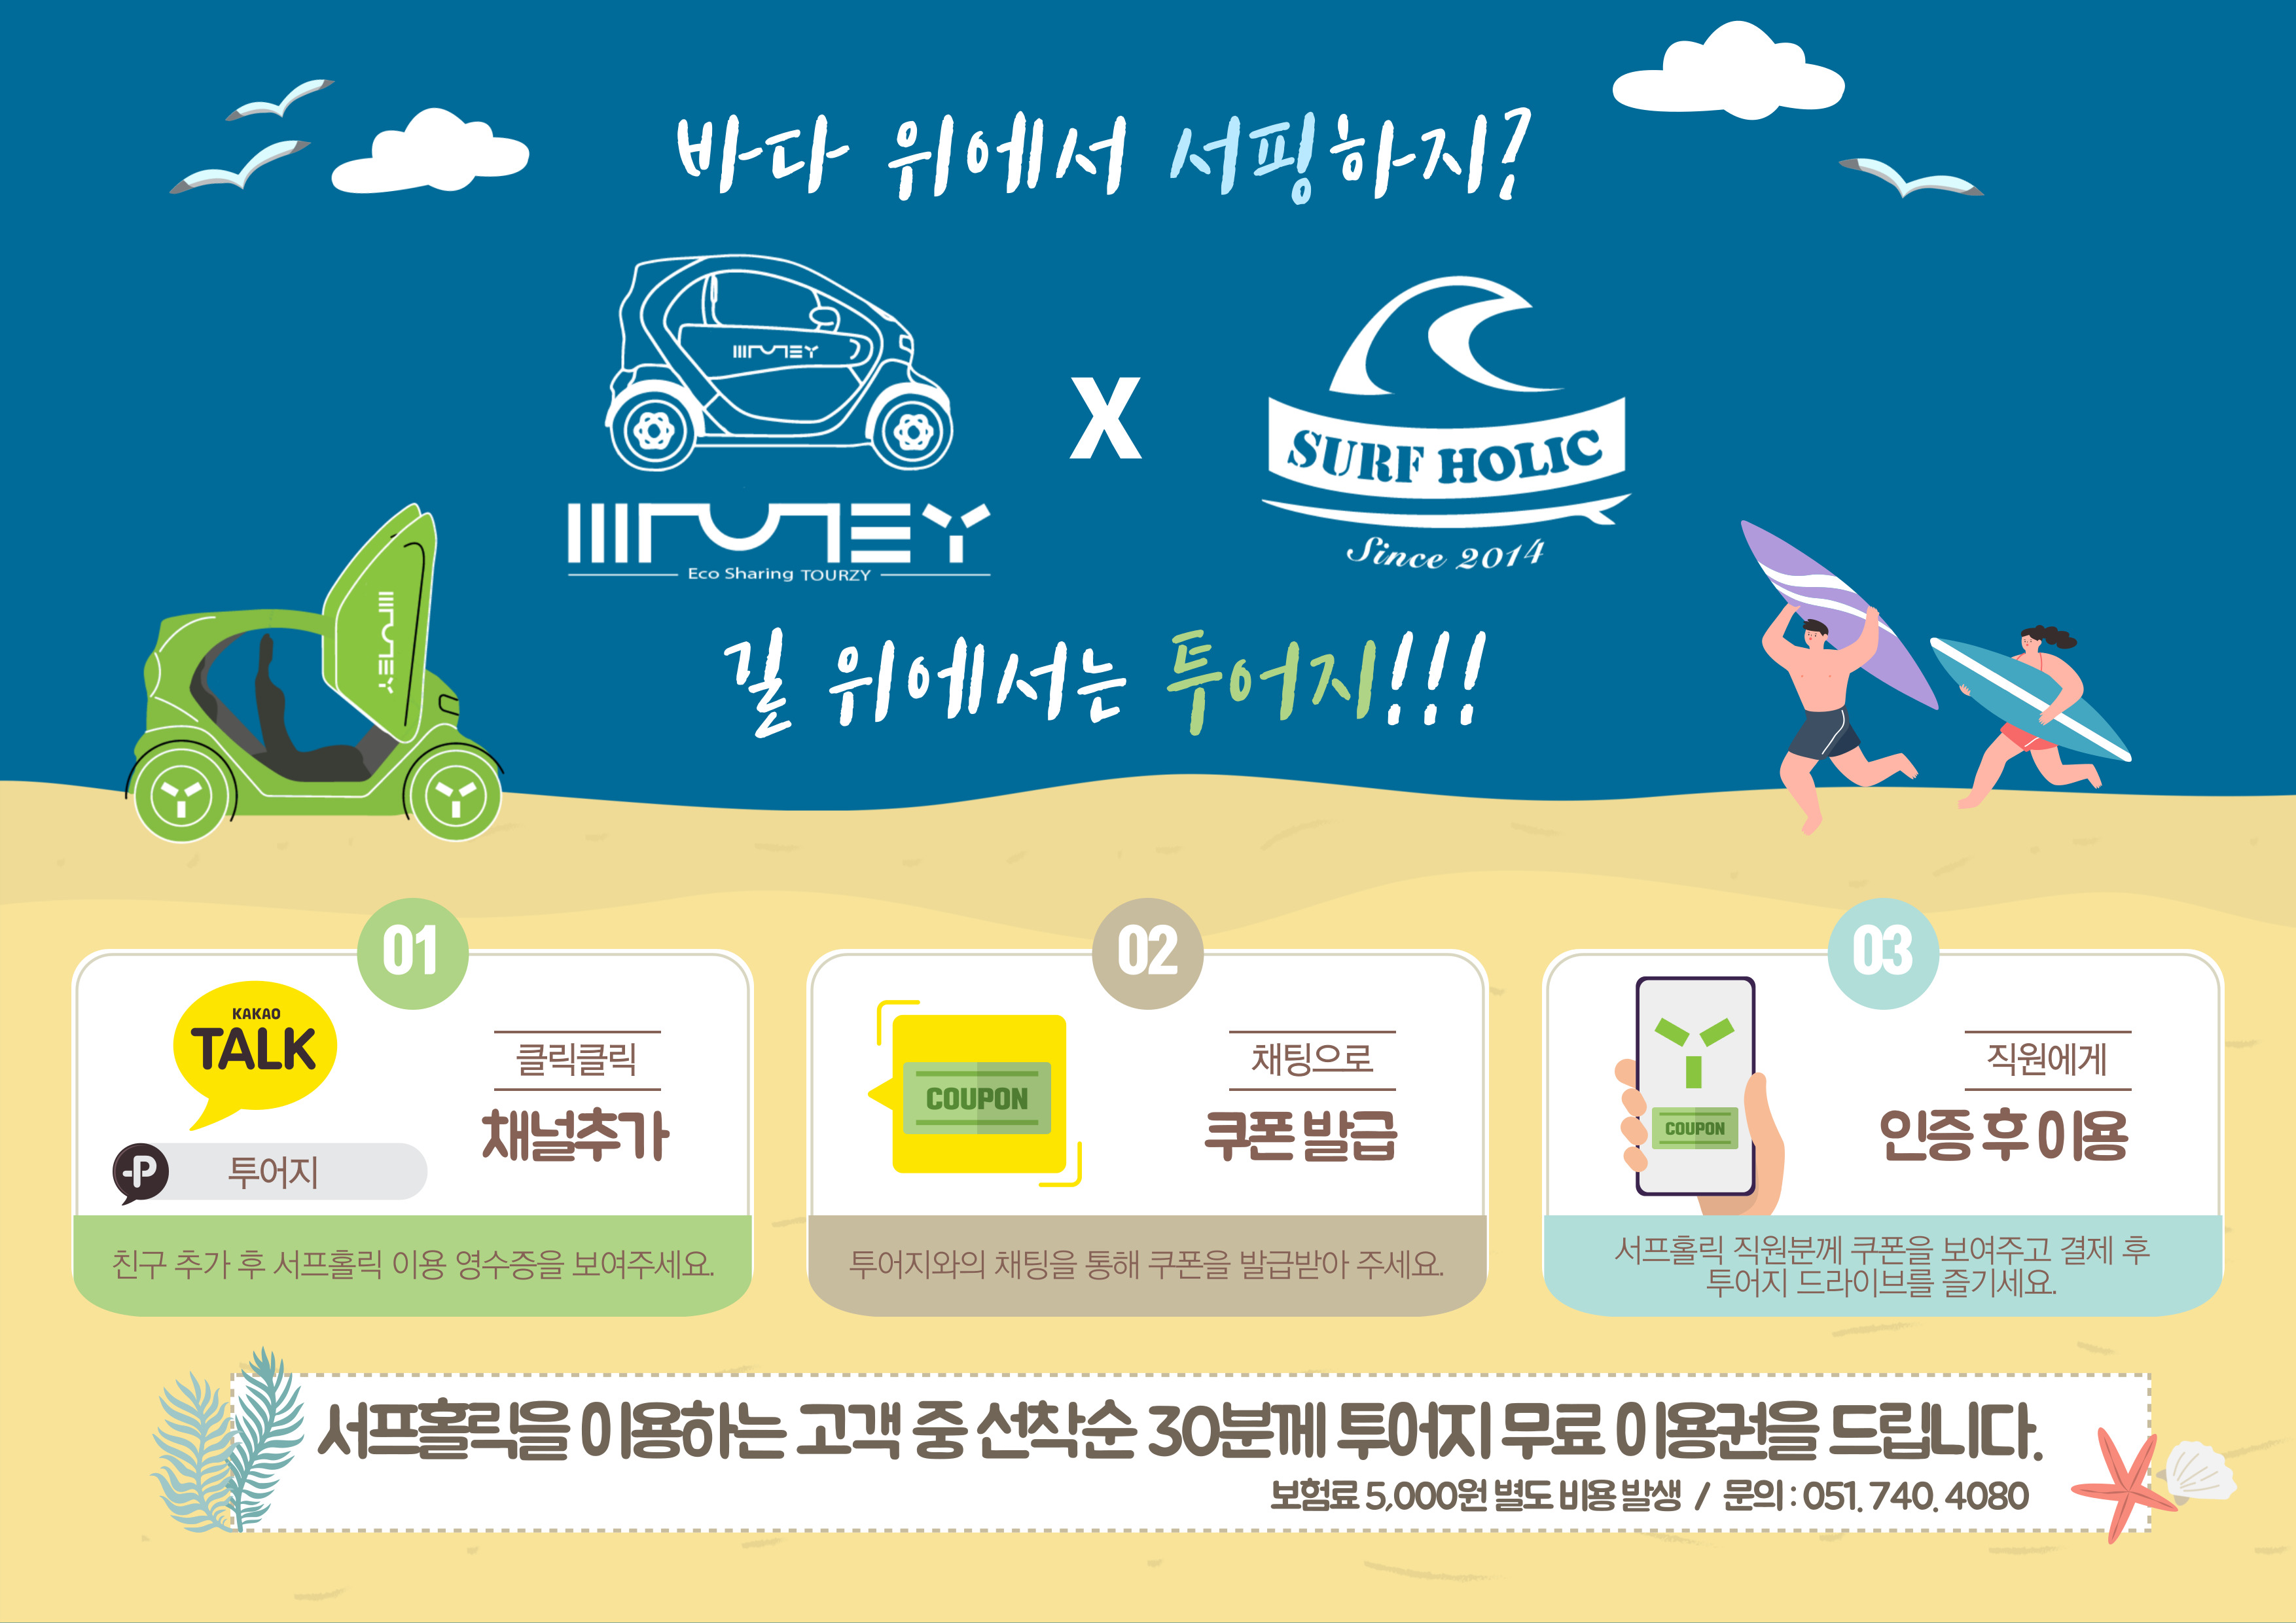 바다 위에서 서핑하지?
X
SURF HOLIC
Since 2014
Eco Sharing TOURZY
길 위에서는 투어지!!!
01
KAKAO
TALK
투어지
클릭클릭
채널추가
친구 추가 후 서프홀릭 이용 영수증을 보여주세요.
02
COUPON
채팅으로
쿠폰 발급
투어지와의 채팅을 통해 쿠폰을 발급받아 주세요.
03
COUPON
직원에게
인증 후 이용
서프홀릭 직원분께 쿠폰을 보여주고 결제 후
투어지 드라이브를 즐기세요.
서프홀릭을 이용하는 고객 중 선착순 30분께 투어지 무료 이용권을 드립니다.
보험료 5,000원 별도 비용 발생 / 문의 : 051. 740. 4080